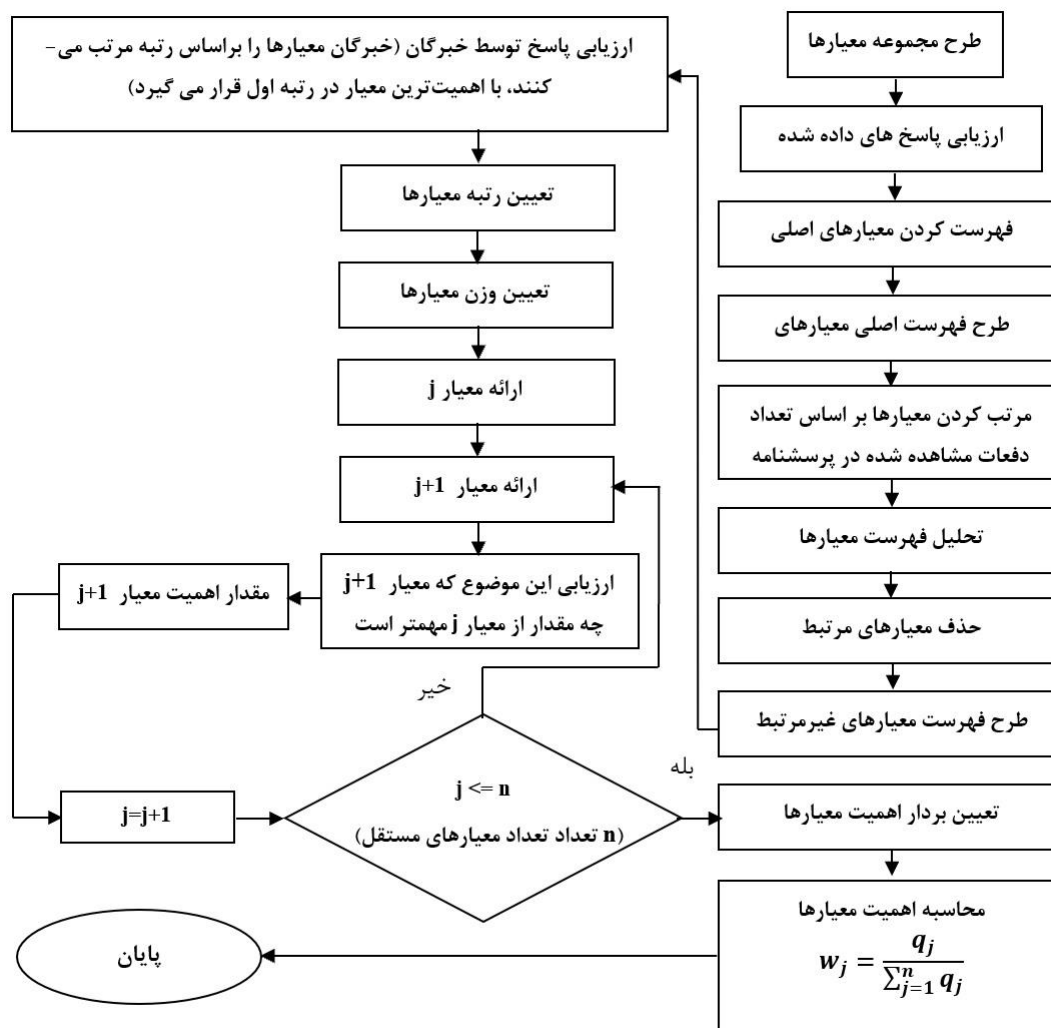 طرح مجموعه معیارها
ارزیابی پاسخ های داده شده
فهرست کردن معیارهای اصلی
طرح فهرست اصلی معیارهای
مرتب کردن معیارها بر اساس تعداد
دفعات مشاهده شده در پرسشنامه
تحلیل فهرست معیارها
حذف معیارهای مرتبط
طرح فهرست معیارهای غیرمرتبط
ارزیابی پاسخ توسط خبرگان (خبرگان معیارها را براساس رتبه مرتب می-
کنند، با اهمیت‌ترین معیار در رتبه اول قرار می گیرد)
تعیین رتبه معیارها
تعیین وزن معیارها
ارائه معیار j
ارائه معیار j+1
ارزیابی این موضوع که معیار j+1
چه مقدار از معیار j مهمتر است
مقدار اهمیت معیار j+1
j=j+1
خیر
j <= n
(n تعداد تعداد معیارهای مستقل)
بله
تعیین بردار اهمیت معیارها
محاسبه اهمیت معیارها
$w_j = \frac{q_j}{\sum_{j=1}^{n} q_j}$
پایان